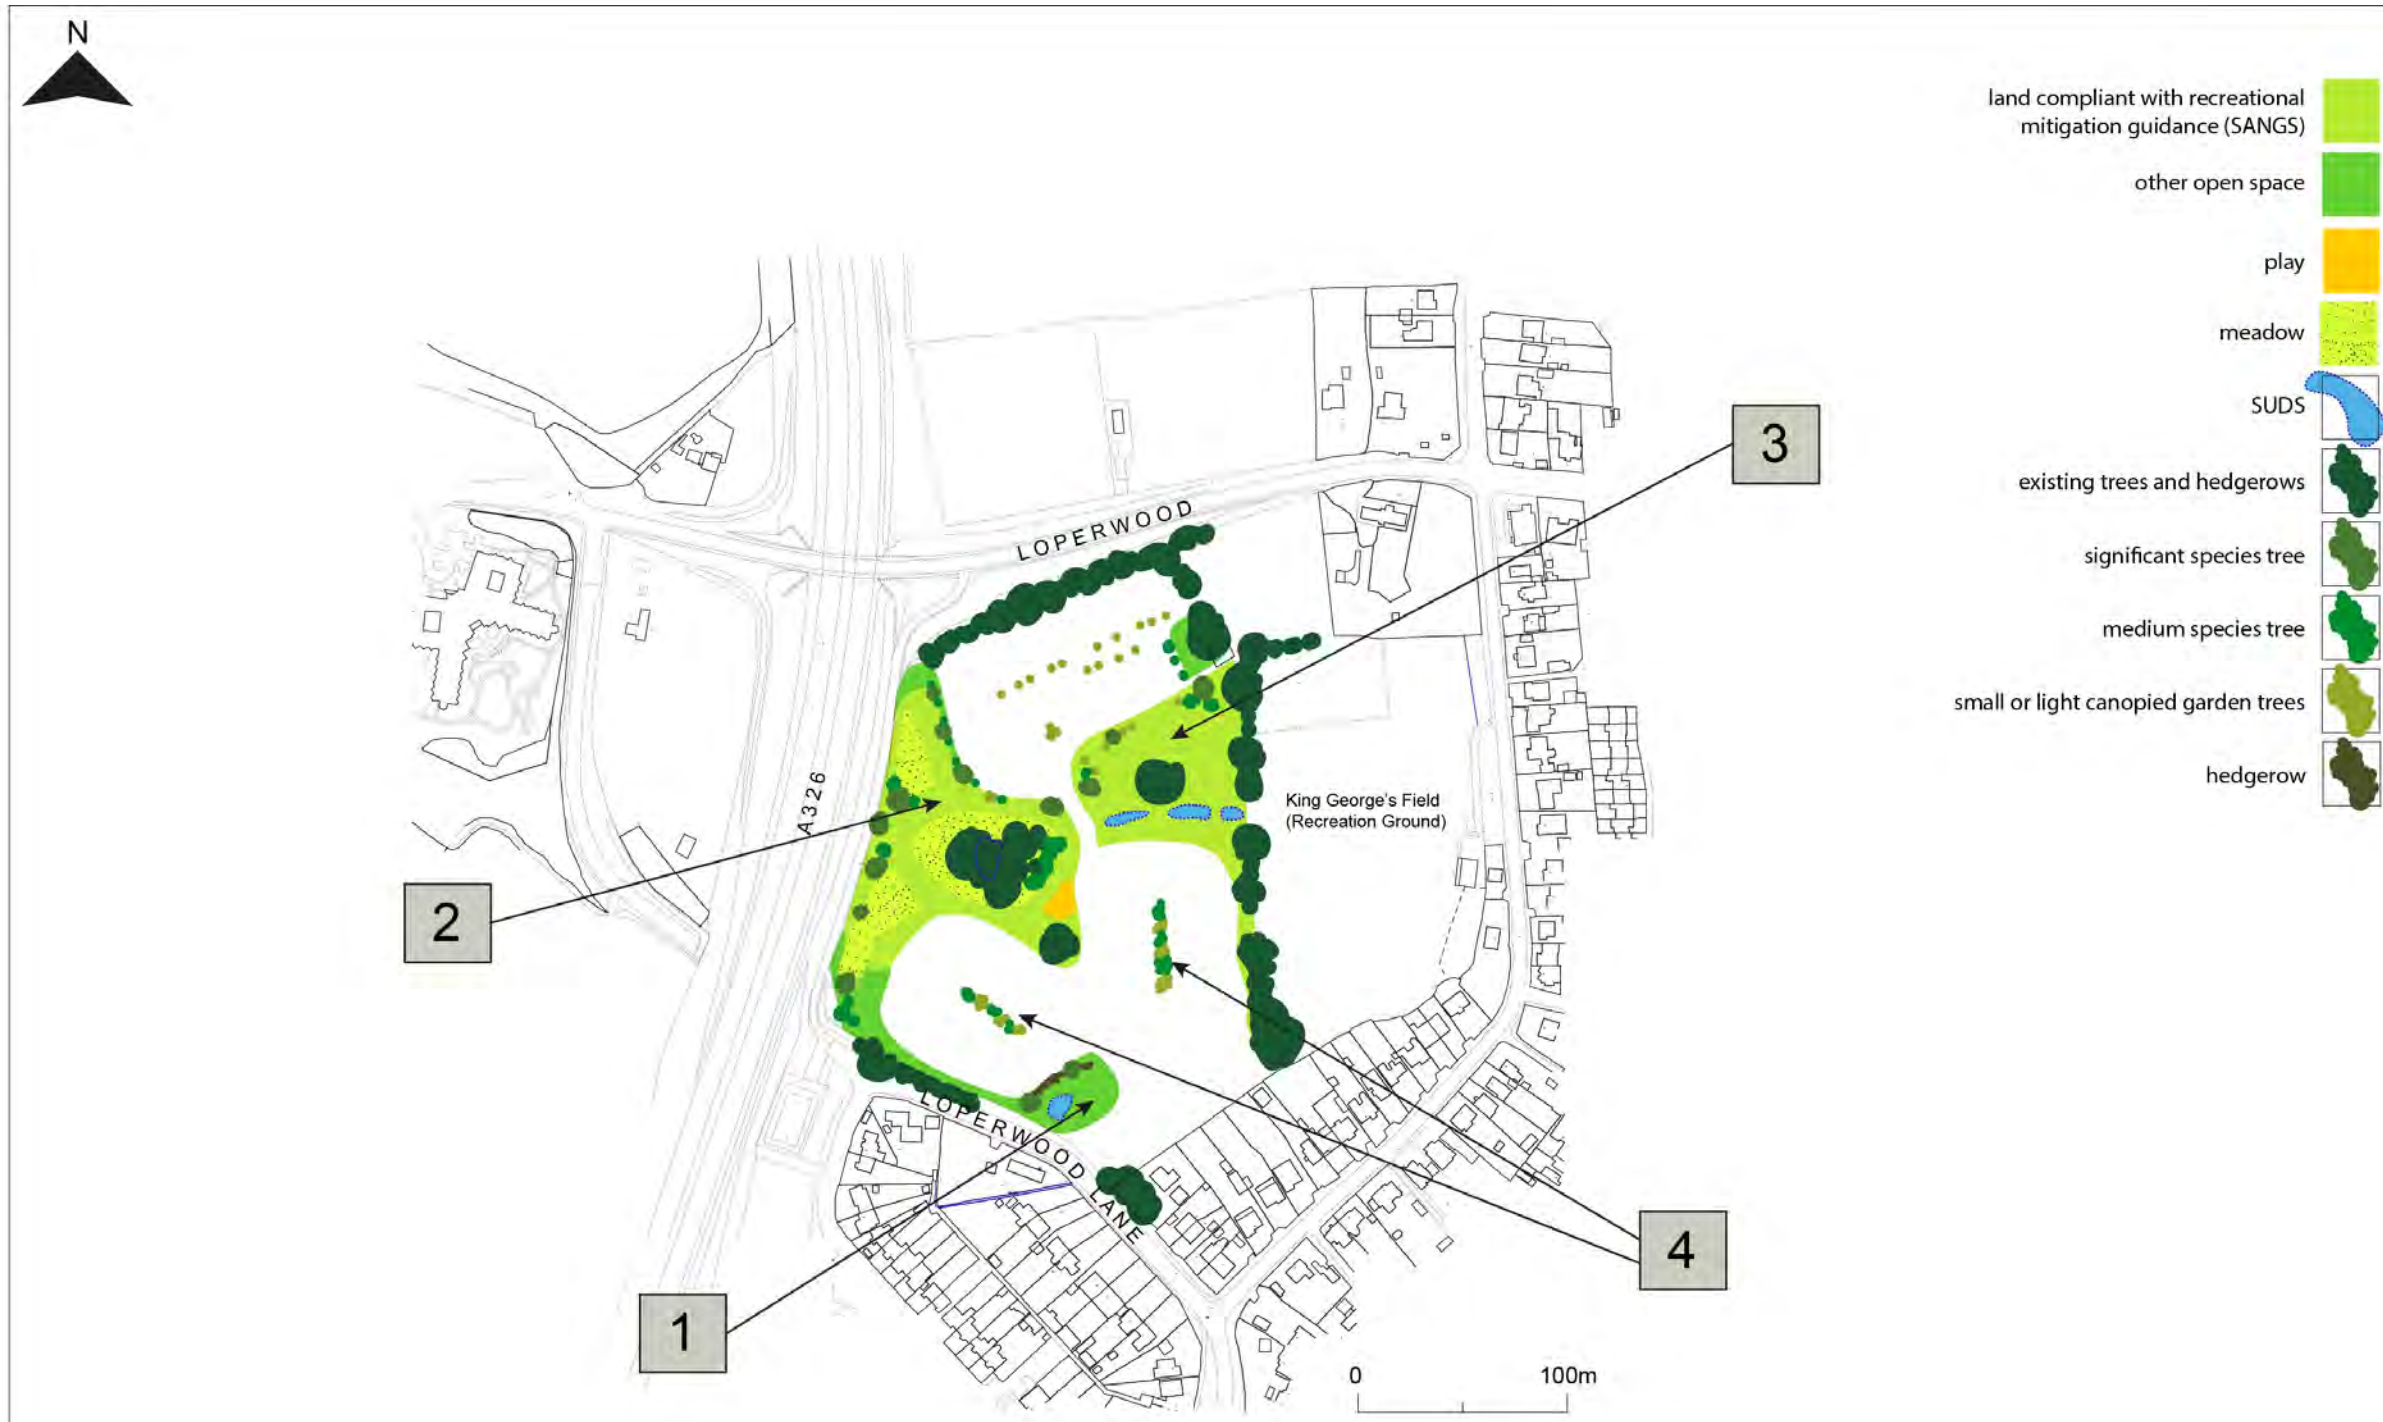 N
land compliant with recreational
mitigation guidance (SANGS)
other open space
play
meadow
SUDS
existing trees and hedgerows
significant species tree
medium species tree
small or light canopied garden trees
hedgerow
3
LOPERWOOD
A326
King George's Field
(Recreation Ground)
2
LOPERWOOD LANE
4
1
0 100m